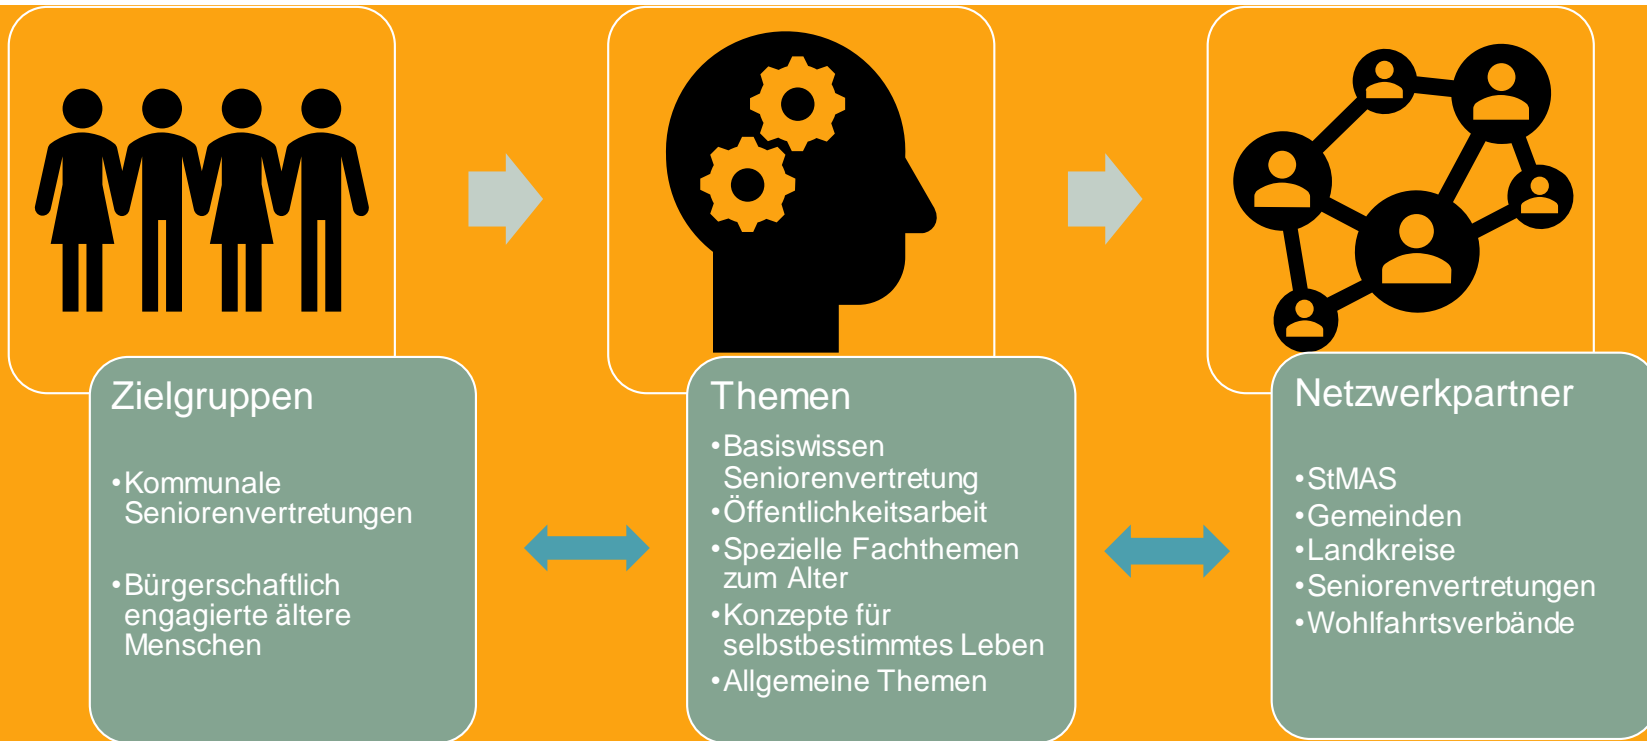 Zielgruppen
•Kommunale
Seniorenvertretungen
•Bürgerschaftlich
engagierte ältere
Menschen
Themen
•Basiswissen
Seniorenvertretung
•Öffentlichkeitsarbeit
•Spezielle Fachthemen
zum Alter
•Konzepte für
selbstbestimmtes Leben
•Allgemeine Themen
Netzwerkpartner
•StMAS
•Gemeinden
•Landkreise
•Seniorenvertretungen
•Wohlfahrtsverbände